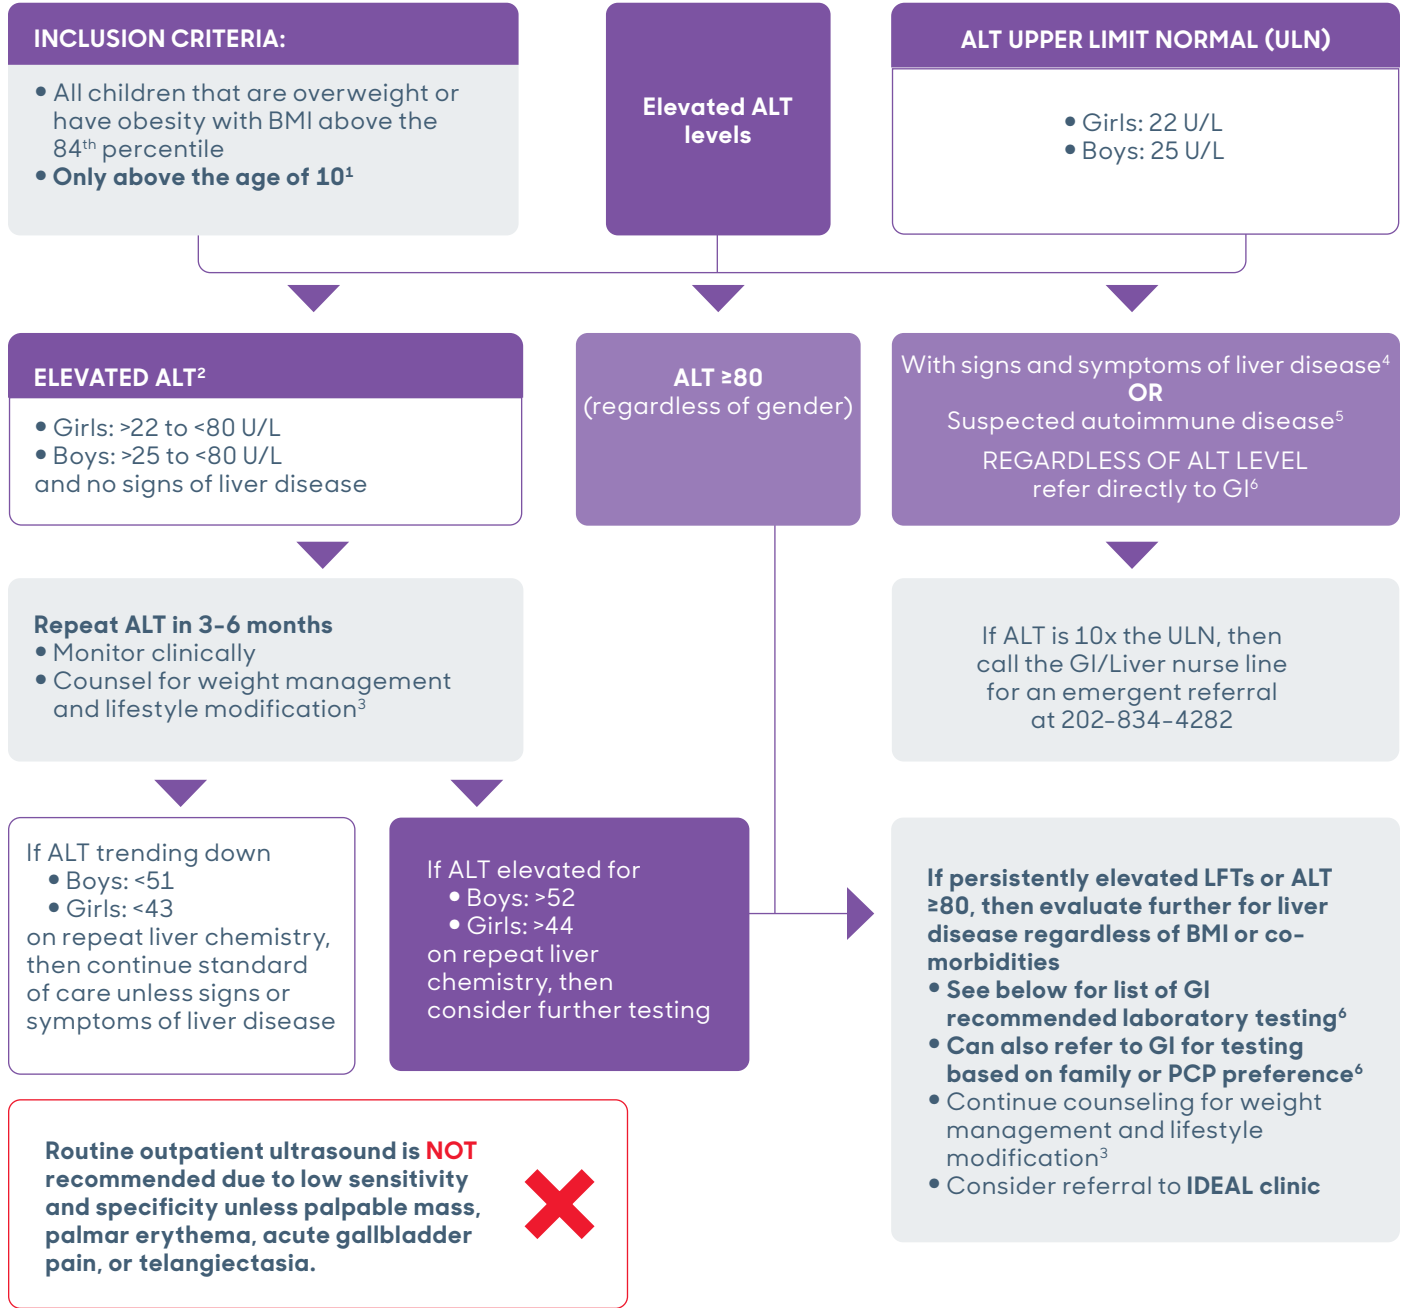 INCLUSION CRITERIA:
• All children that are overweight or
have obesity with BMI above the
84th percentile
• Only above the age of 10¹
Elevated ALT
levels
ALT UPPER LIMIT NORMAL (ULN)
• Girls: 22 U/L
• Boys: 25 U/L
ELEVATED ALT²
• Girls: >22 to <80 U/L
• Boys: >25 to <80 U/L
and no signs of liver disease
ALT ≥80
(regardless of gender)
With signs and symptoms of liver disease⁴
OR
Suspected autoimmune disease⁵
REGARDLESS OF ALT LEVEL
refer directly to GI⁶
Repeat ALT in 3-6 months
• Monitor clinically
• Counsel for weight management
and lifestyle modification³
If ALT is 10x the ULN, then
call the GI/Liver nurse line
for an emergent referral
at 202-834-4282
If ALT trending down
• Boys: <51
• Girls: <43
on repeat liver chemistry,
then continue standard
of care unless signs or
symptoms of liver disease
If ALT elevated for
• Boys: >52
• Girls: >44
on repeat liver
chemistry, then
consider further testing
If persistently elevated LFTs or ALT
≥80, then evaluate further for liver
disease regardless of BMI or co-
morbidities
• See below for list of GI
recommended laboratory testing⁶
• Can also refer to GI for testing
based on family or PCP preference⁶
• Continue counseling for weight
management and lifestyle
modification³
• Consider referral to IDEAL clinic
Routine outpatient ultrasound is NOT
recommended due to low sensitivity
and specificity unless palpable mass,
palmar erythema, acute gallbladder
pain, or telangiectasia.